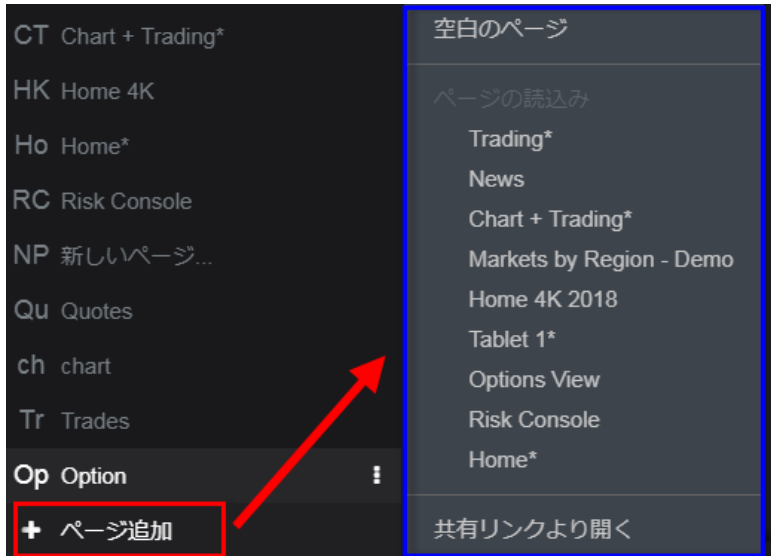 CT Chart + Trading*
HK Home 4K
Ho Home*
RC Risk Console
NP 新しいページ...
Qu Quotes
ch chart
Tr Trades
Op Option
+ ページ追加
空白のページ
ページの読込み
Trading*
News
Chart + Trading*
Markets by Region - Demo
Home 4K 2018
Tablet 1*
Options View
Risk Console
Home*
共有リンクより開く